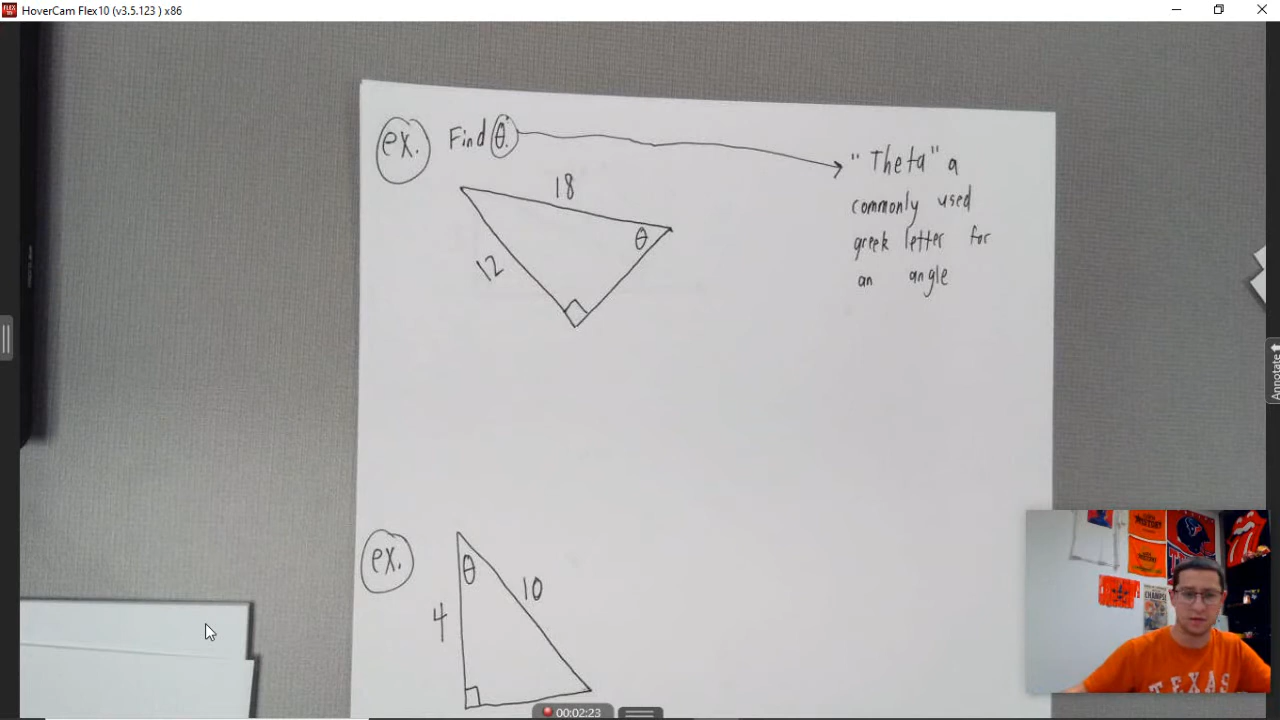 HoverCam Flex10 (v3.5.123 ) x86
ex. Find θ.
"Theta" a
commonly used
greek letter for
an angle
18
θ
12
Annotate
ex.
θ
10
4
TEXAS
00:02:23